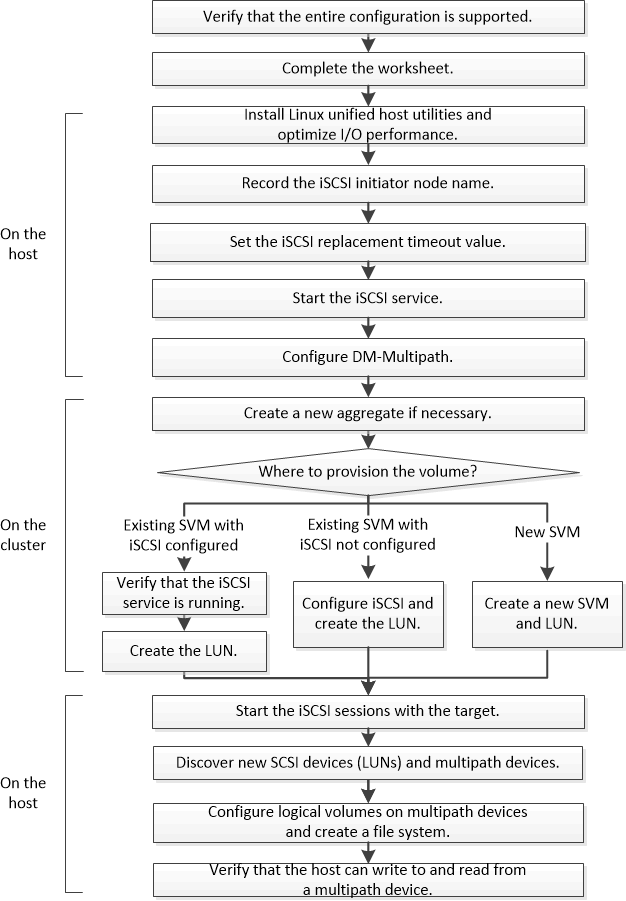 Verify that the entire configuration is supported.
Complete the worksheet.
On the
host
Install Linux unified host utilities and
optimize I/O performance.
Record the iSCSI initiator node name.
Set the iSCSI replacement timeout value.
Start the iSCSI service.
Configure DM-Multipath.
On the
cluster
Create a new aggregate if necessary.
Where to provision the volume?
Existing SVM with
iSCSI configured
Existing SVM with
iSCSI not configured
New SVM
Verify that the iSCSI
service is running.
Create the LUN.
Configure iSCSI and
create the LUN.
Create a new SVM
and LUN.
On the
host
Start the iSCSI sessions with the target.
Discover new SCSI devices (LUNs) and multipath devices.
Configure logical volumes on multipath devices
and create a file system.
Verify that the host can write to and read from
a multipath device.